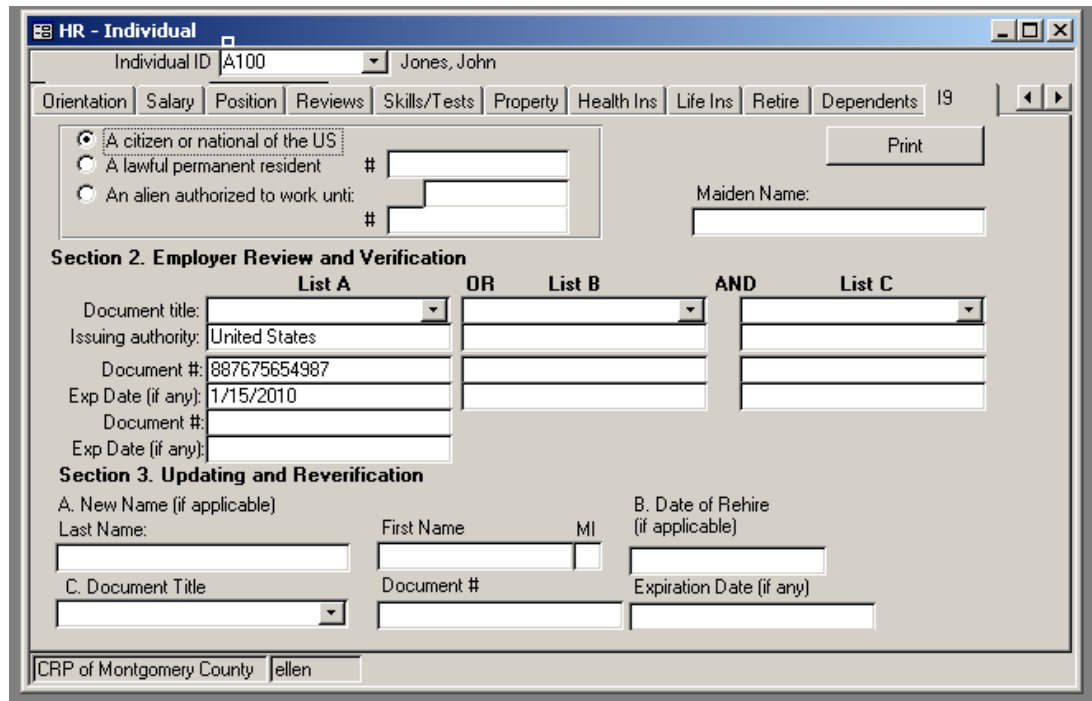 HR - Individual
Individual ID A100 Jones, John
Orientation Salary Position Reviews Skills/Tests Property Health Ins Life Ins Retire Dependents I9
A citizen or national of the US
Print
A lawful permanent resident #
An alien authorized to work unti:
Maiden Name:
#
Section 2. Employer Review and Verification
List A OR List B AND List C
Document title:
Issuing authority: United States
Document #: 887675654987
Exp Date (if any): 1/15/2010
Document #:
Exp Date (if any):
Section 3. Updating and Reverification
A. New Name (if applicable)
B. Date of Rehire
Last Name: First Name MI (if applicable)
C. Document Title Document # Expiration Date (if any)
CRP of Montgomery County ellen